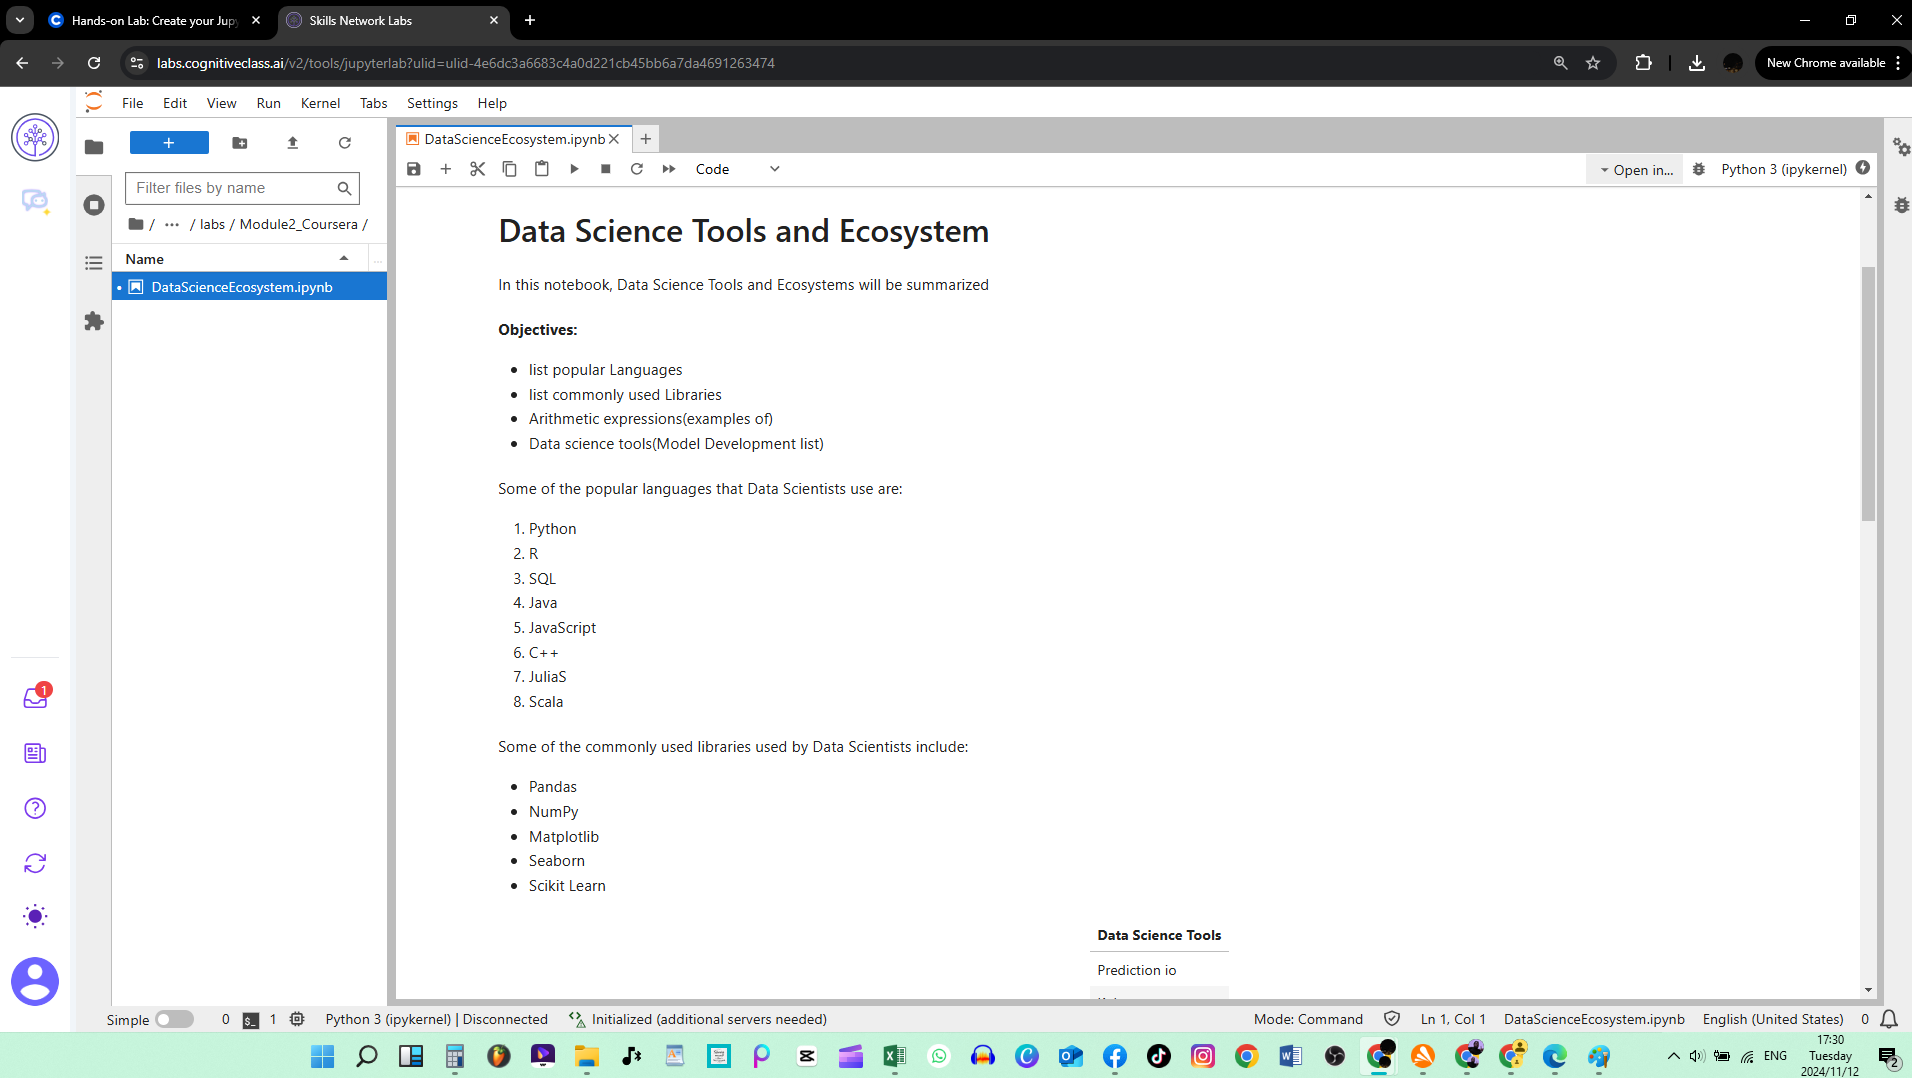 Hands-on Lab: Create your Jup
Skills Network Labs
labs.cognitiveclass.ai/v2/tools/jupyterlab?ulid=ulid-4e6dc3a6683c4a0d221cb45bb6a7da4691263474
New Chrome available
File Edit View Run Kernel Tabs Settings Help
DataScienceEcosystem.ipynb
Code
Open in...
Python 3 (ipykernel)
Filter files by name
/ ··· / labs / Module2_Coursera /
Name
DataScienceEcosystem.ipynb
Data Science Tools and Ecosystem
In this notebook, Data Science Tools and Ecosystems will be summarized
Objectives:
• list popular Languages
• list commonly used Libraries
• Arithmetic expressions(examples of)
• Data science tools(Model Development list)
Some of the popular languages that Data Scientists use are:
1. Python
2. R
3. SQL
4. Java
5. JavaScript
6. C++
7. JuliaS
8. Scala
Some of the commonly used libraries used by Data Scientists include:
• Pandas
• NumPy
• Matplotlib
• Seaborn
• Scikit Learn
Data Science Tools
Prediction io
1
Simple 0 1 Python 3 (ipykernel) | Disconnected Initialized (additional servers needed)
Mode: Command Ln 1, Col 1 DataScienceEcosystem.ipynb English (United States) 0
ENG
17:30
Tuesday
2024/11/12
2